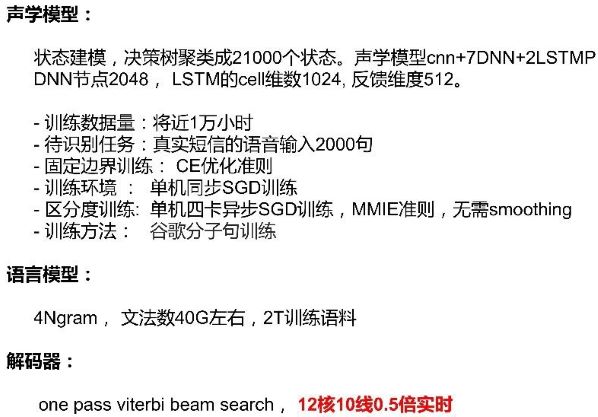 声学模型：
状态建模，决策树聚类成21000个状态。声学模型cnn+7DNN+2LSTMP
DNN节点2048， LSTM的cell维数1024, 反馈维度512。
- 训练数据量：将近1万小时
- 待识别任务：真实短信的语音输入2000句
- 固定边界训练： CE优化准则
- 训练环境 ： 单机同步SGD训练
- 区分度训练: 单机四卡异步SGD训练，MMIE准则，无需smoothing
- 训练方法： 谷歌分子句训练
语言模型：
4Ngram， 文法数40G左右，2T训练语料
解码器：
one pass viterbi beam search， 12核10线0.5倍实时